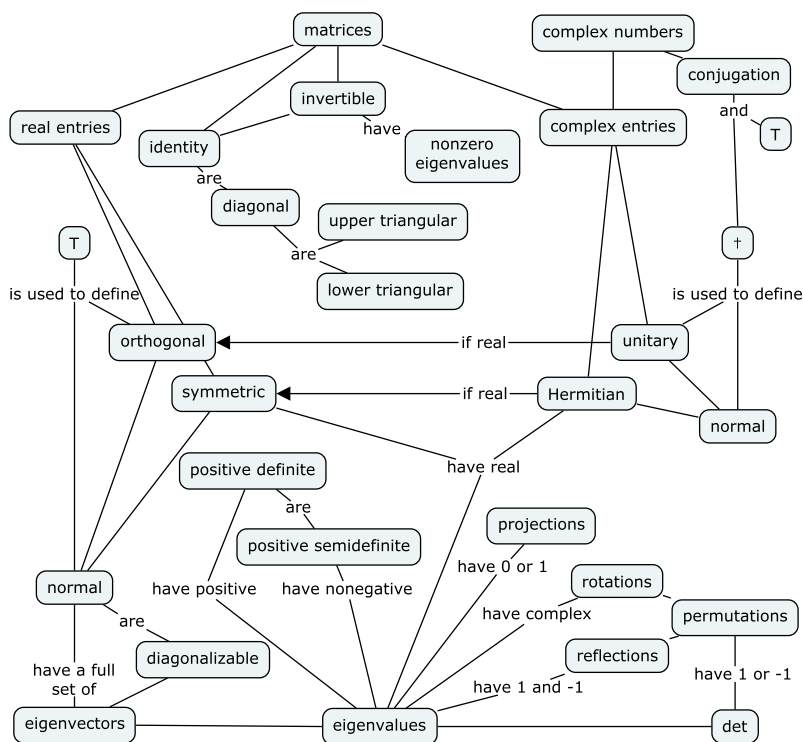 matrices
complex numbers
conjugation
invertible
and
real entries
identity
have
nonzero
eigenvalues
complex entries
T
are
diagonal
upper triangular
T
are
†
is used to define
lower triangular
is used to define
orthogonal
if real
unitary
symmetric
if real
Hermitian
normal
positive definite
have real
are
projections
positive semidefinite
have 0 or 1
normal
have positive
have nonegative
rotations
have complex
permutations
are
diagonalizable
reflections
have a full
set of
have 1 and -1
have 1 or -1
eigenvectors
eigenvalues
det